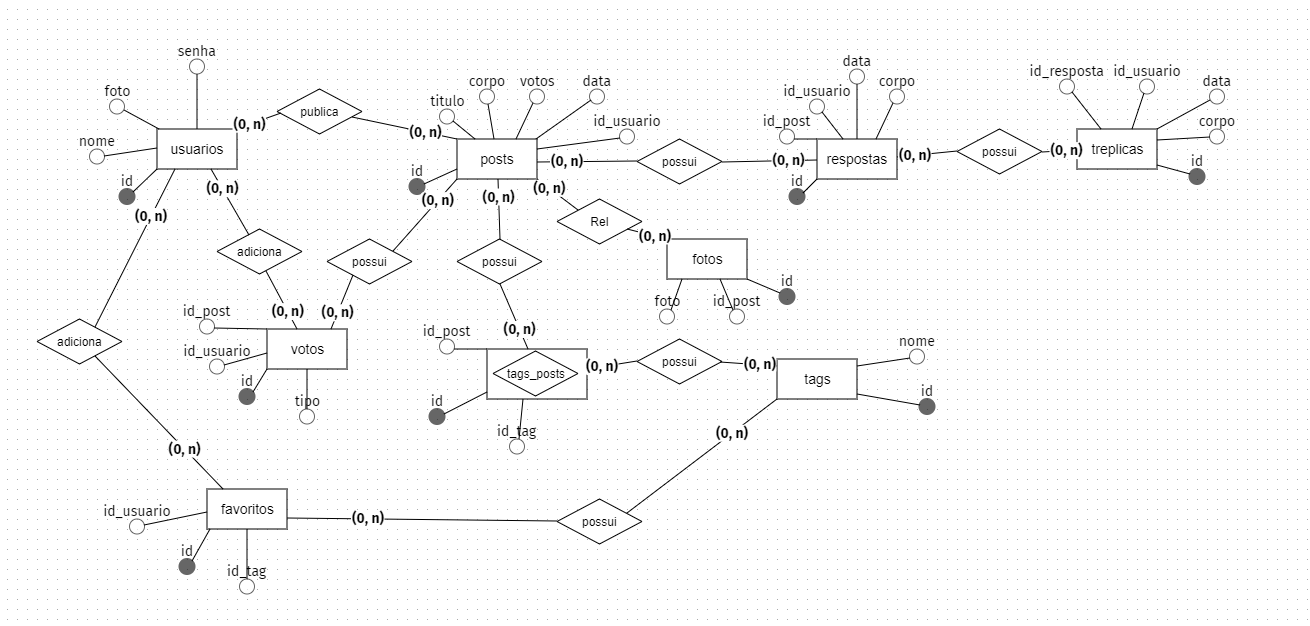 senha
foto
nome
id
usuarios
(0, n)
publica
(0, n)
titulo
corpo
votos
data
id_usuario
id
posts
(0, n)
possui
(0, n)
id_post
id_usuario
data
corpo
id
respostas
(0, n)
possui
(0, n)
id_resposta
id_usuario
data
corpo
id
treplicas
(0, n)
(0, n)
(0, n)
(0, n)
(0, n)
adiciona
possui
possui
Rel
(0, n)
fotos
foto
id_post
id
(0, n)
(0, n)
(0, n)
adiciona
id_post
id_usuario
id
tipo
votos
id_post
id
id_tag
tags_posts
(0, n)
possui
(0, n)
tags
nome
id
(0, n)
(0, n)
id_usuario
id
id_tag
favoritos
(0, n)
possui